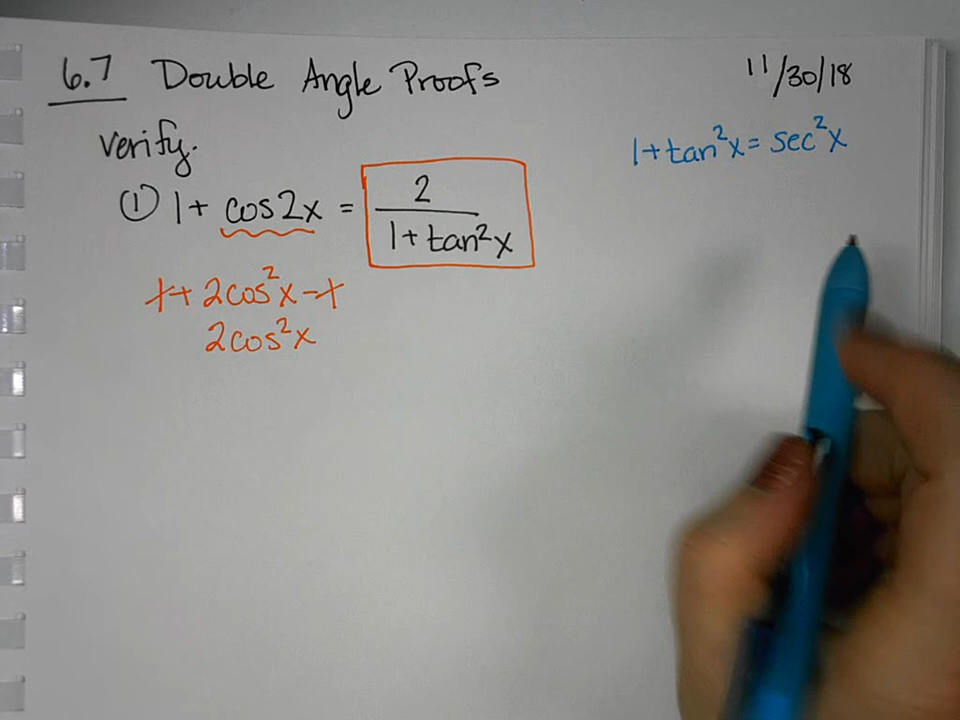 6.7 Double Angle Proofs 11/30/18
verify.
1+tan²x = sec²x
① 1 + cos2x = 2 / 1 + tan²x
1 + 2cos²x - 1
2cos²x